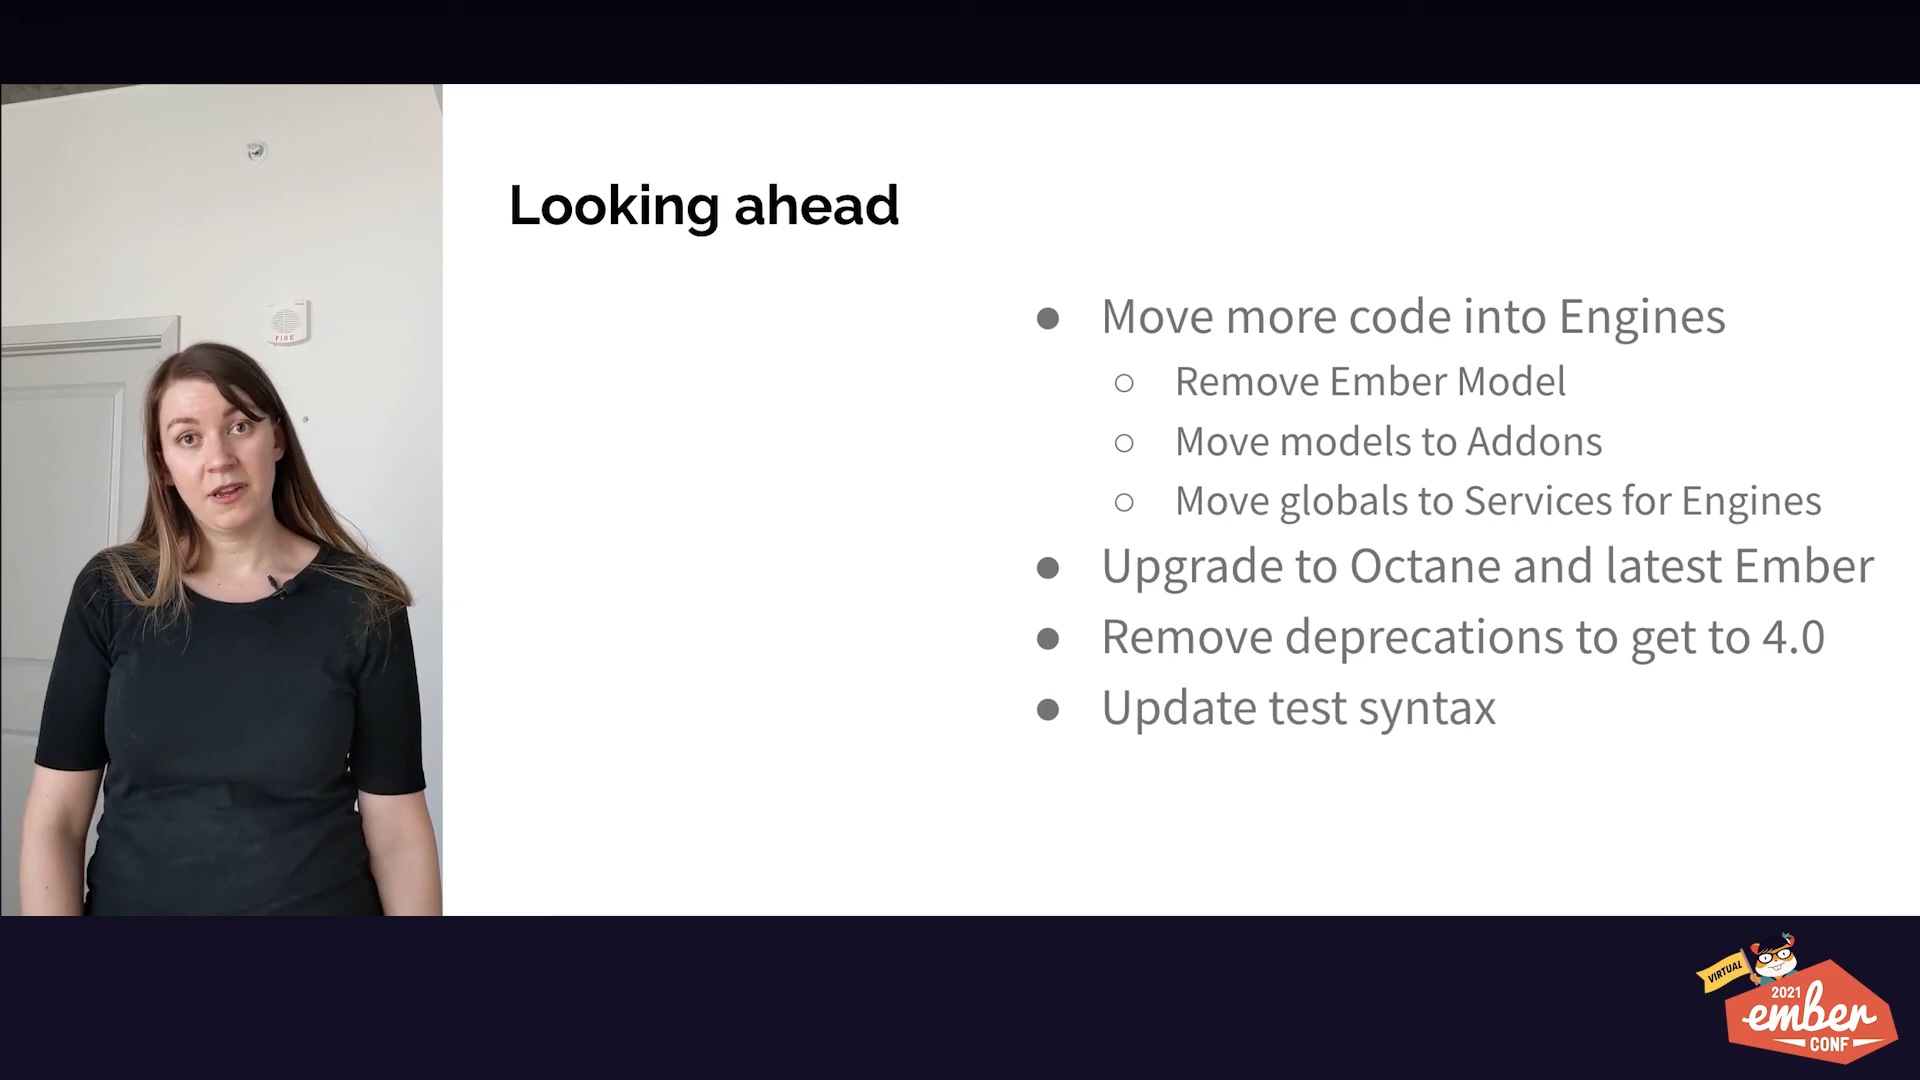 Looking ahead
● Move more code into Engines
○ Remove Ember Model
○ Move models to Addons
○ Move globals to Services for Engines
● Upgrade to Octane and latest Ember
● Remove deprecations to get to 4.0
● Update test syntax
FIRE
VIRTUAL
2021
ember
CONF